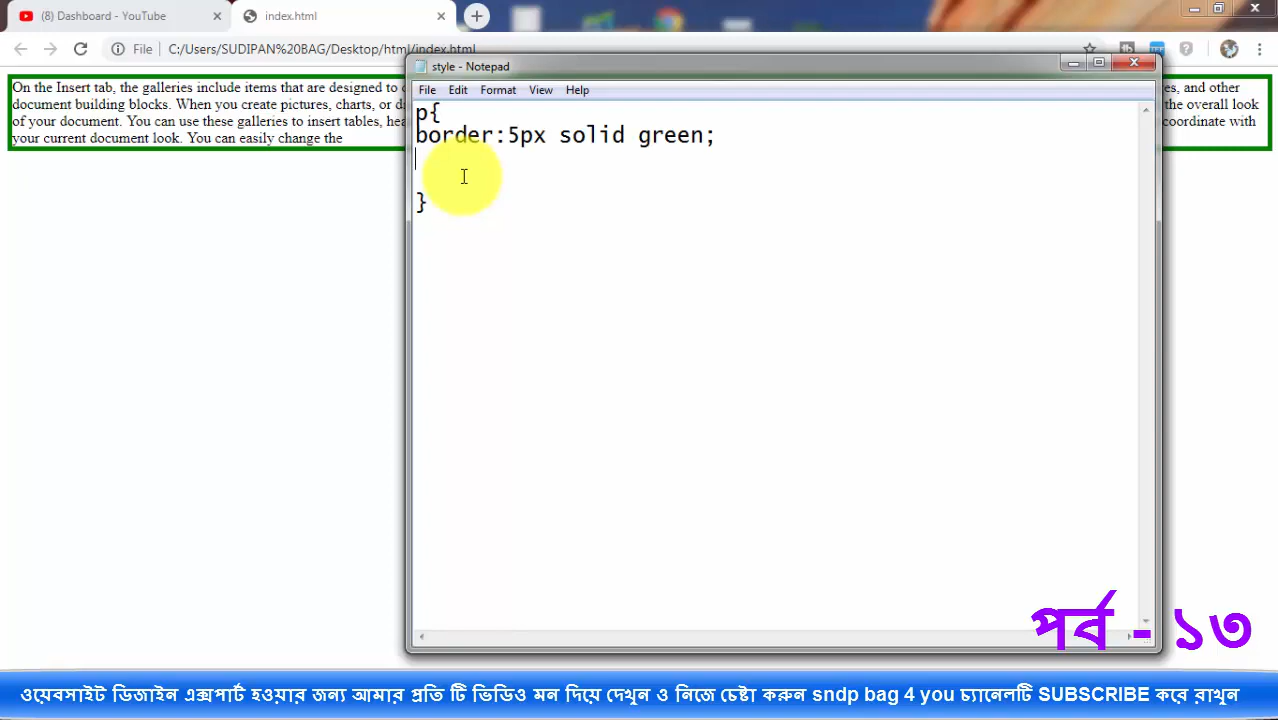 (8) Dashboard - YouTube
index.html
File
C:/Users/SUDIPAN%20BAG/Desktop/html/index.html
style - Notepad
File Edit Format View Help
p{
border:5px solid green;
}
On the Insert tab, the galleries include items that are designed to
es, and other
document building blocks. When you create pictures, charts, or
the overall look
of your document. You can use these galleries to insert tables,
coordinate with
your current document look. You can easily change the
পর্ব - ১৩
ওয়েবসাইট ডিজাইন এক্সপার্ট হওয়ার জন্য আমার প্রতি টি ভিডিও মন দিয়ে দেখুন ও নিজে চেষ্টা করুন sndp bag 4 you চ্যানেলটি SUBSCRIBE করে রাখুন